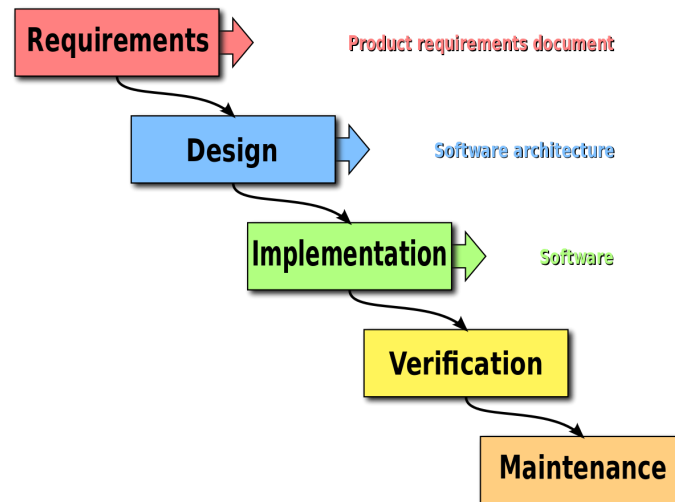 Requirements
Product requirements document
Design
Software architecture
Implementation
Software
Verification
Maintenance